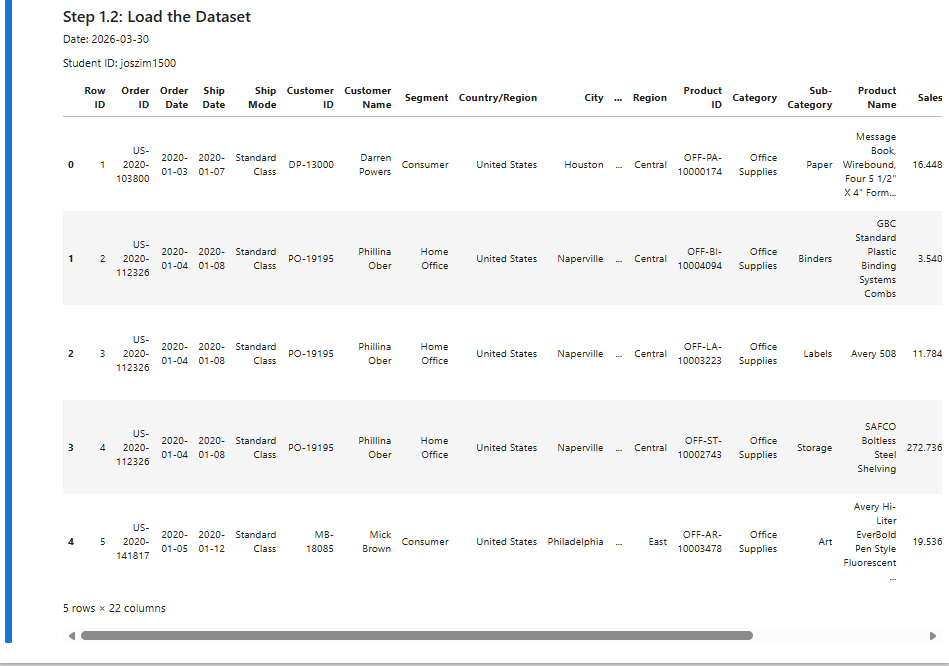 Step 1.2: Load the Dataset
Date: 2026-03-30
Student ID: joszim1500
Row ID Order ID Order Date Ship Date Ship Mode Customer ID Customer Name Segment Country/Region City ... Region Product ID Category Sub-Category Product Name Sales
0 1 US-2020-103800 2020-01-03 2020-01-07 Standard Class DP-13000 Darren Powers Consumer United States Houston ... Central OFF-PA-10000174 Office Supplies Paper Message Book, Wirebound, Four 5 1/2" X 4" Form... 16.448
1 2 US-2020-112326 2020-01-04 2020-01-08 Standard Class PO-19195 Phillina Ober Home Office United States Naperville ... Central OFF-BI-10004094 Office Supplies Binders GBC Standard Plastic Binding Systems Combs 3.540
2 3 US-2020-112326 2020-01-04 2020-01-08 Standard Class PO-19195 Phillina Ober Home Office United States Naperville ... Central OFF-LA-10003223 Office Supplies Labels Avery 508 11.784
3 4 US-2020-112326 2020-01-04 2020-01-08 Standard Class PO-19195 Phillina Ober Home Office United States Naperville ... Central OFF-ST-10002743 Office Supplies Storage SAFCO Boltless Steel Shelving 272.736
4 5 US-2020-141817 2020-01-05 2020-01-12 Standard Class MB-18085 Mick Brown Consumer United States Philadelphia ... East OFF-AR-10003478 Office Supplies Art Avery Hi-Liter EverBold Pen Style Fluorescent ... 19.536
5 rows × 22 columns